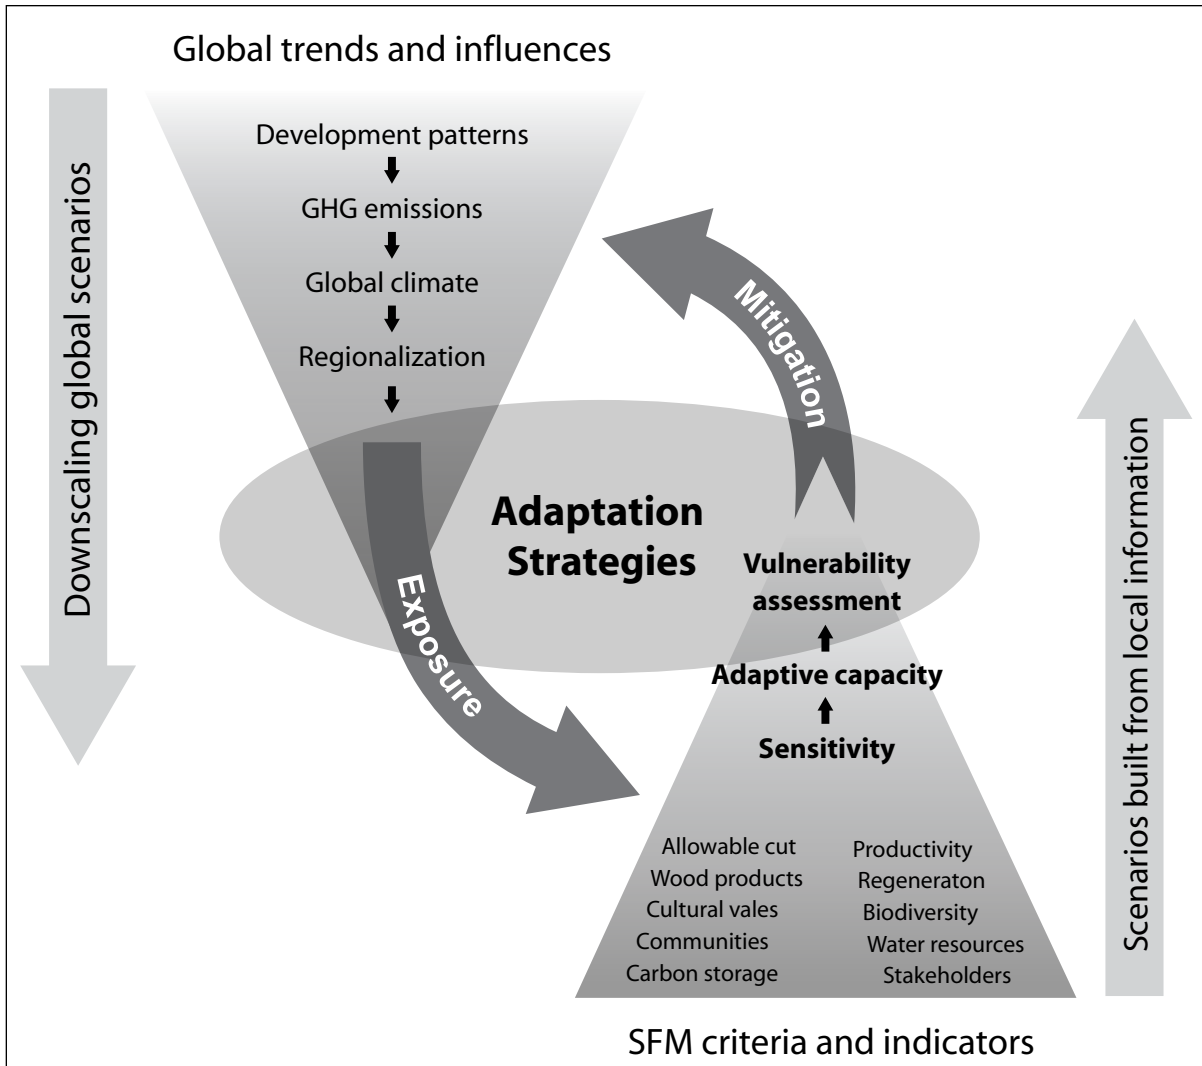 Global trends and influences
Downscaling global scenarios
Development patterns
GHG emissions
Global climate
Regionalization
Mitigation
Exposure
Adaptation
Strategies
Vulnerability
assessment
Adaptive capacity
Sensitivity
Allowable cut
Wood products
Cultural vales
Communities
Carbon storage
Productivity
Regeneraton
Biodiversity
Water resources
Stakeholders
SFM criteria and indicators
Scenarios built from local information